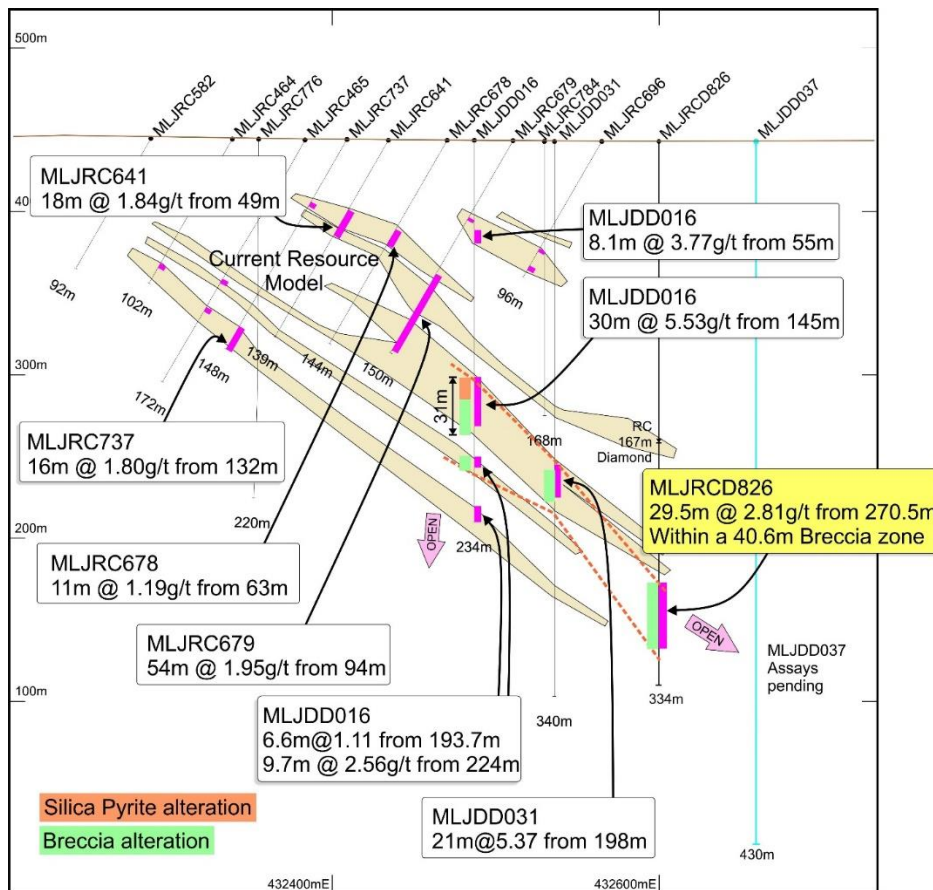 500m
MLJRC582
MLJRC464
MLJRC776
MLJRC465
MLJRC737
MLJRC641
MLJRC678
MLJDD016
MLJRC679
MLJRC784
MLJDD031
MLJRC696
MLJRCD826
MLJDD037
MLJRC641
18m @ 1.84g/t from 49m
400m
MLJDD016
8.1m @ 3.77g/t from 55m
Current Resource
Model
92m
102m
96m
MLJDD016
30m @ 5.53g/t from 145m
300m
172m
148m
139m
144m
150m
31m
168m
RC
167m
Diamond
MLJRC737
16m @ 1.80g/t from 132m
MLJRCD826
29.5m @ 2.81g/t from 270.5m
Within a 40.6m Breccia zone
200m
220m
OPEN
234m
MLJRC678
11m @ 1.19g/t from 63m
MLJRC679
54m @ 1.95g/t from 94m
OPEN
MLJDD037
Assays
pending
100m
334m
340m
MLJDD016
6.6m@1.11 from 193.7m
9.7m @ 2.56g/t from 224m
MLJDD031
21m@5.37 from 198m
Silica Pyrite alteration
Breccia alteration
430m
432400mE
432600mE